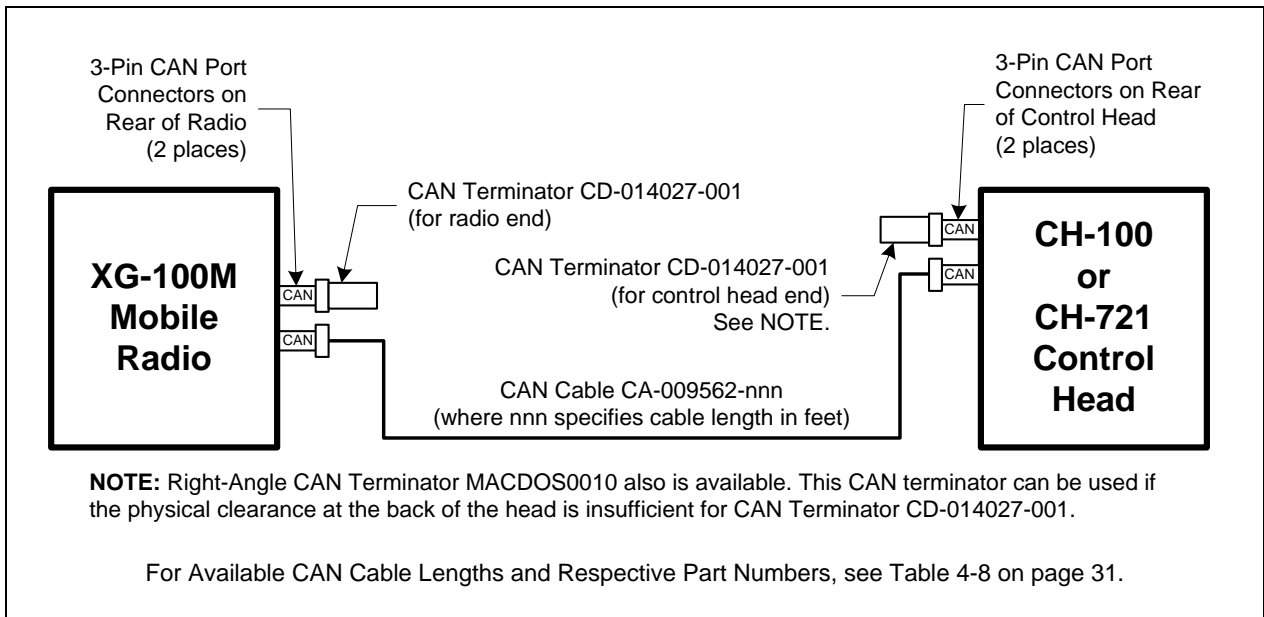 3-Pin CAN Port
Connectors on
Rear of Radio
(2 places)
3-Pin CAN Port
Connectors on Rear
of Control Head
(2 places)
CAN Terminator CD-014027-001
(for radio end)
CAN Terminator CD-014027-001
(for control head end)
See NOTE.
XG-100M
Mobile
Radio
CAN
CAN
CAN
CAN
CH-100
or
CH-721
Control
Head
CAN Cable CA-009562-nnn
(where nnn specifies cable length in feet)
NOTE: Right-Angle CAN Terminator MACDOS0010 also is available. This CAN terminator can be used if
the physical clearance at the back of the head is insufficient for CAN Terminator CD-014027-001.
For Available CAN Cable Lengths and Respective Part Numbers, see Table 4-8 on page 31.